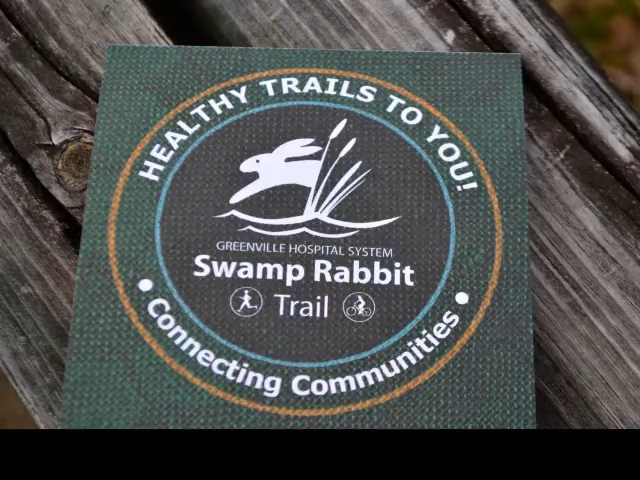 HEALTHY TRAILS TO YOU!
GREENVILLE HOSPITAL SYSTEM
Swamp Rabbit
Trail
• Connecting Communities •